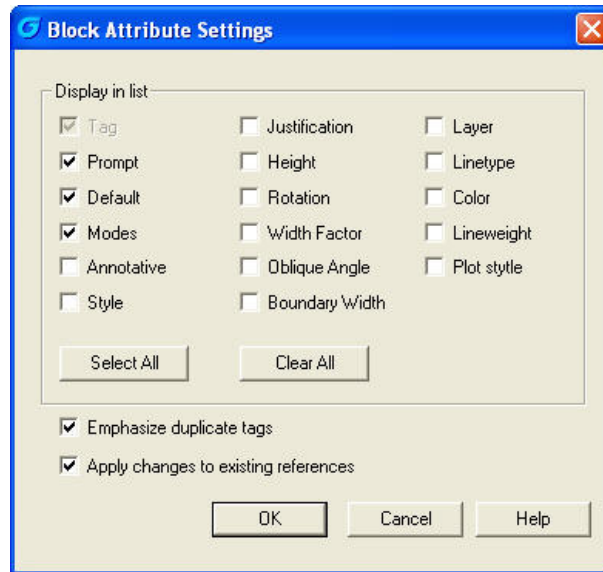 Block Attribute Settings
Display in list
Tag Justification Layer
Prompt Height Linetype
Default Rotation Color
Modes Width Factor Lineweight
Annotative Oblique Angle Plot stytle
Style Boundary Width
Select All Clear All
Emphasize duplicate tags
Apply changes to existing references
OK Cancel Help